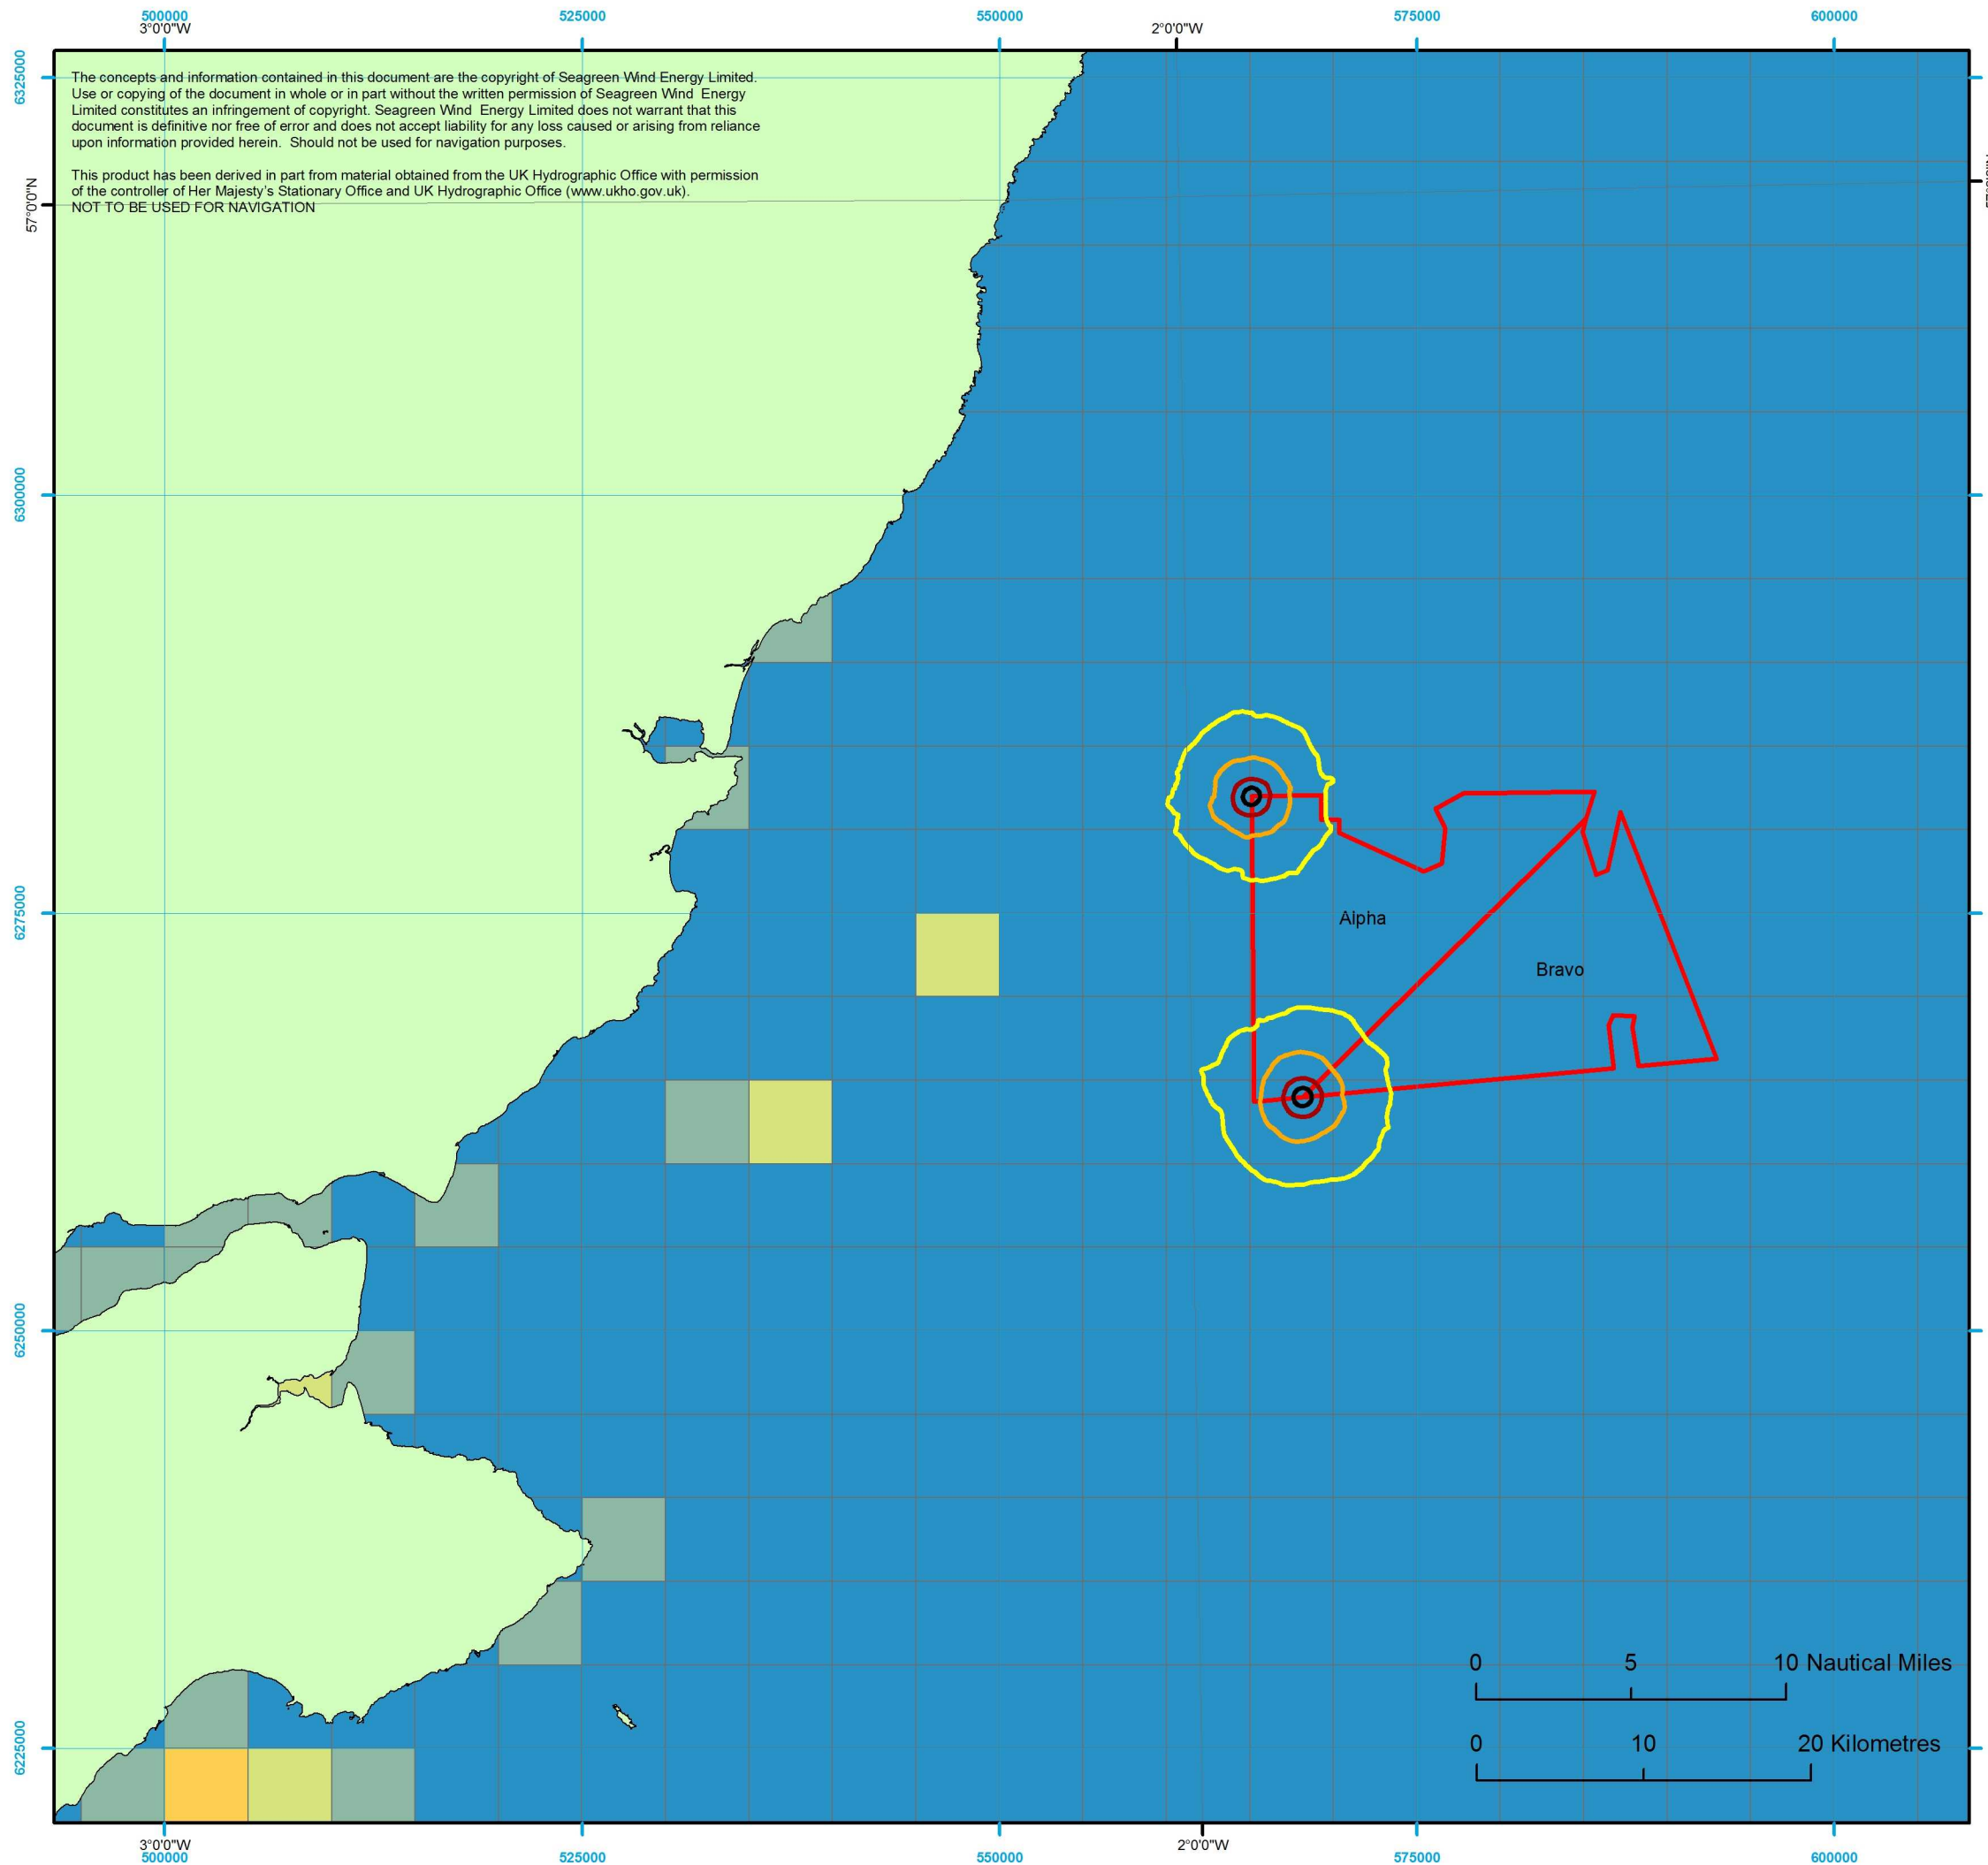 500000 525000 550000 575000 600000
3°0'0"W 2°0'0"W
6325000
57°0'0"N
6300000
6275000
6250000
6225000
The concepts and information contained in this document are the copyright of Seagreen Wind Energy Limited.
Use or copying of the document in whole or in part without the written permission of Seagreen Wind Energy
Limited constitutes an infringement of copyright. Seagreen Wind Energy Limited does not warrant that this
document is definitive nor free of error and does not accept liability for any loss caused or arising from reliance
upon information provided herein. Should not be used for navigation purposes.
This product has been derived in part from material obtained from the UK Hydrographic Office with permission
of the controller of Her Majesty's Stationary Office and UK Hydrographic Office (www.ukho.gov.uk).
NOT TO BE USED FOR NAVIGATION
Alpha
Bravo
0 5 10 Nautical Miles
0 10 20 Kilometres
3°0'0"W 2°0'0"W
500000 525000 550000 575000 600000